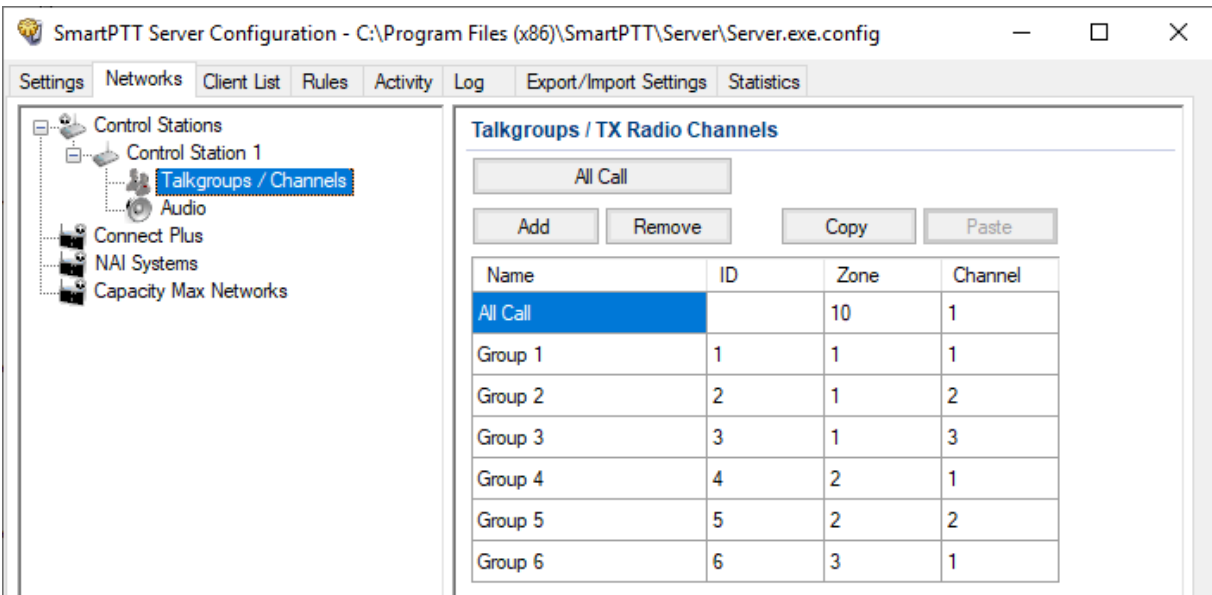 SmartPTT Server Configuration - C:\Program Files (x86)\SmartPTT\Server\Server.exe.config
Settings Networks Client List Rules Activity Log Export/Import Settings Statistics
Control Stations
Control Station 1
Talkgroups / Channels
Audio
Connect Plus
NAI Systems
Capacity Max Networks
Talkgroups / TX Radio Channels
All Call
Add Remove Copy Paste
Name ID Zone Channel
All Call 10 1
Group 1 1 1 1
Group 2 2 1 2
Group 3 3 1 3
Group 4 4 2 1
Group 5 5 2 2
Group 6 6 3 1